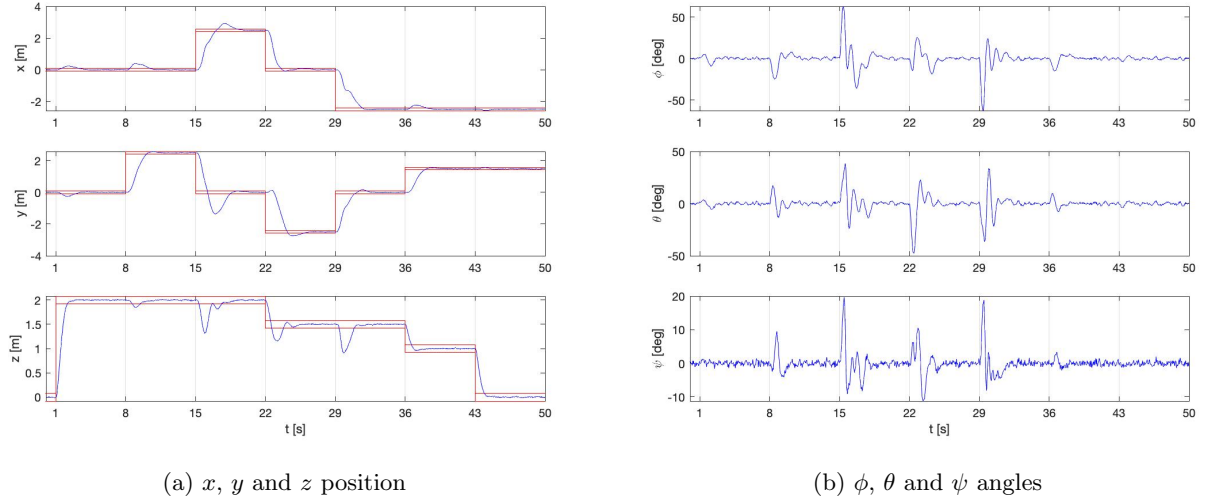 4
2
0
-2
x [m]
1 8 15 22 29 36 43 50
2
0
-2
-4
y [m]
1 8 15 22 29 36 43 50
2
1.5
1
0.5
0
z [m]
1 8 15 22 29 36 43 50
t [s]
(a) x, y and z position
50
0
-50
ϕ [deg]
1 8 15 22 29 36 43 50
50
0
-50
θ [deg]
1 8 15 22 29 36 43 50
20
10
0
-10
ψ [deg]
1 8 15 22 29 36 43 50
t [s]
(b) ϕ, θ and ψ angles